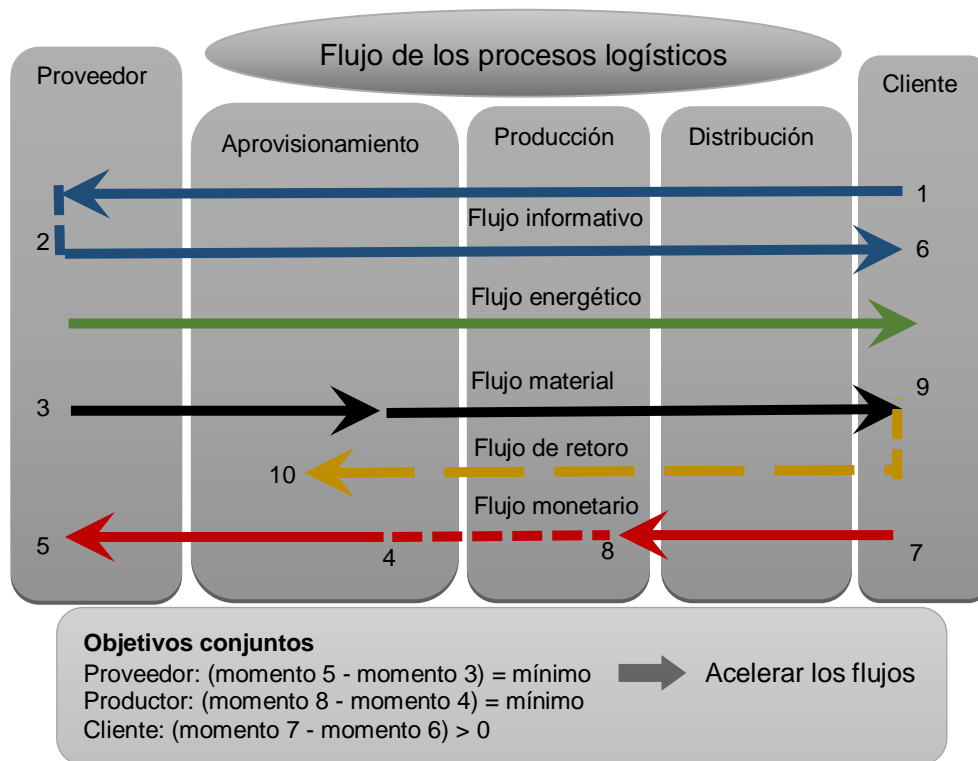 Flujo de los procesos logísticos
Proveedor
Cliente
Aprovisionamiento
Producción
Distribución
1
Flujo informativo
2
6
Flujo energético
Flujo material
9
3
Flujo de retoro
10
Flujo monetario
5
4
8
7
Objetivos conjuntos
Proveedor: (momento 5 - momento 3) = mínimo
Acelerar los flujos
Productor: (momento 8 - momento 4) = mínimo
Cliente: (momento 7 - momento 6) > 0